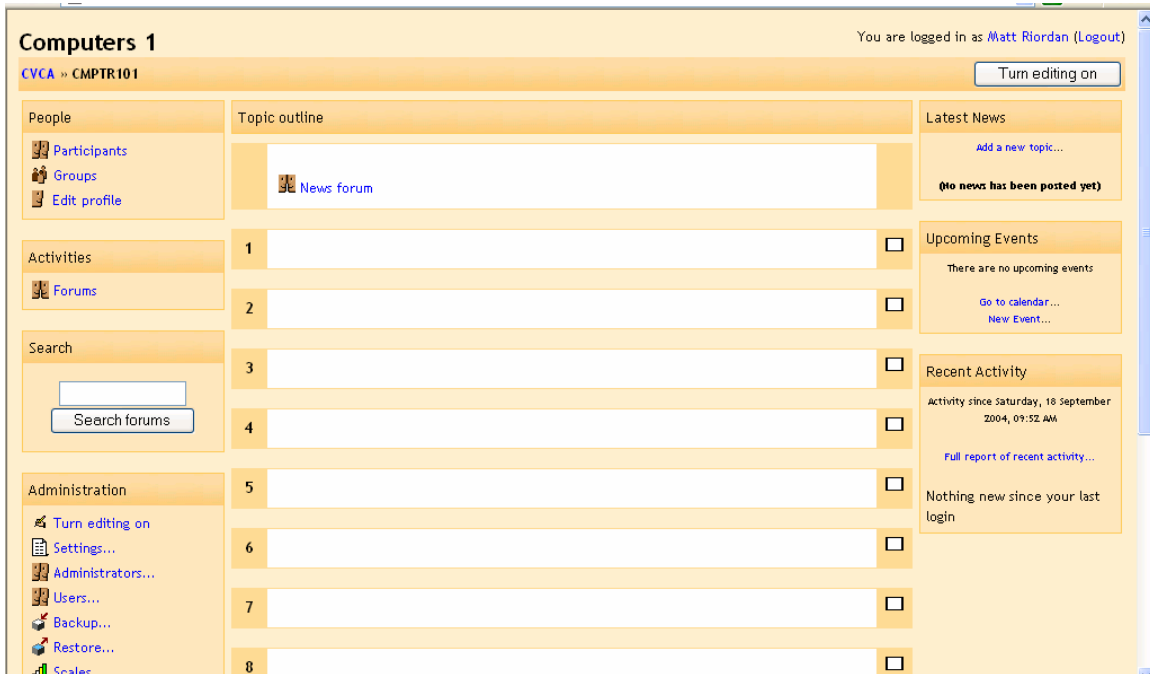 Computers 1
You are logged in as Matt Riordan (Logout)
CVCA » CMPTR101
Turn editing on
People
Participants
Groups
Edit profile
Activities
Forums
Search
Search forums
Administration
Turn editing on
Settings...
Administrators...
Users...
Backup...
Restore...
Scales
Topic outline
News forum
1
2
3
4
5
6
7
8
Latest News
Add a new topic...
(No news has been posted yet)
Upcoming Events
There are no upcoming events
Go to calendar...
New Event...
Recent Activity
Activity since Saturday, 18 September
2004, 09:52 AM
Full report of recent activity...
Nothing new since your last
login